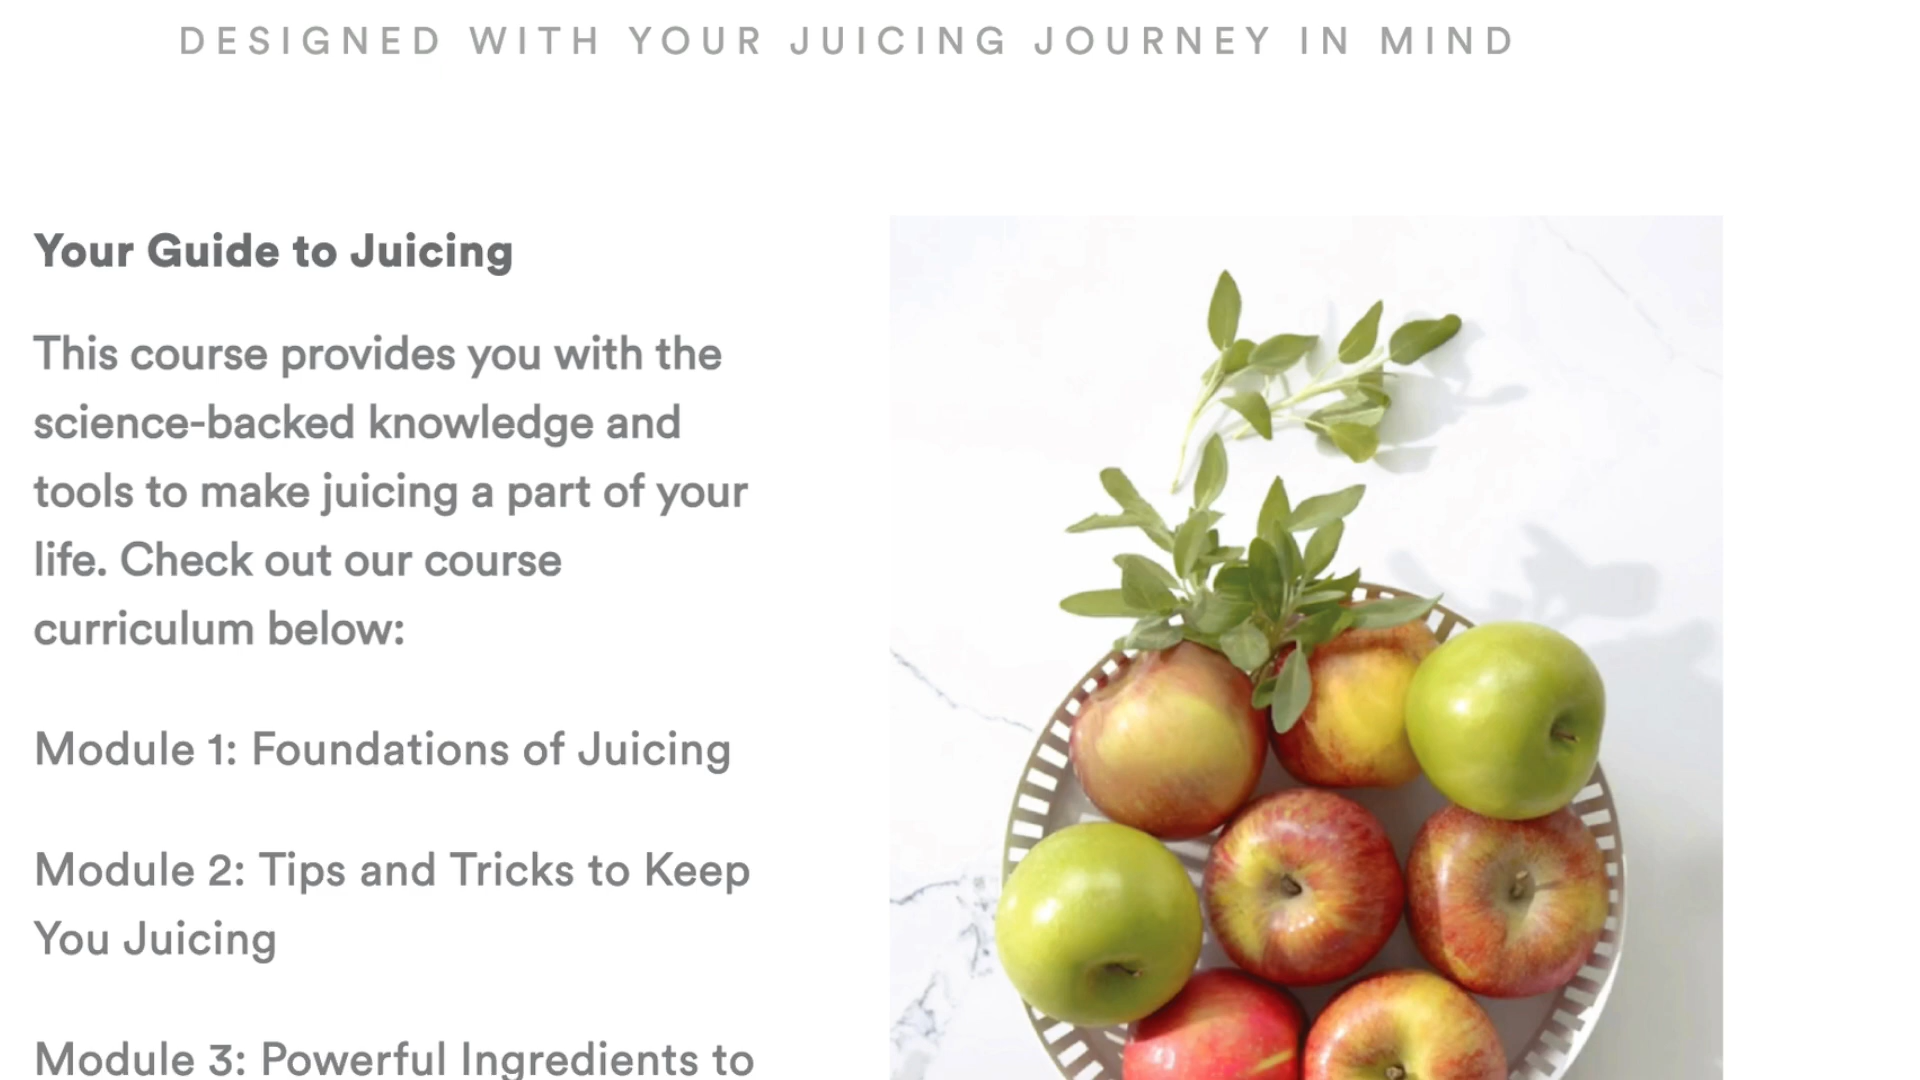 DESIGNED WITH YOUR JUICING JOURNEY IN MIND
Your Guide to Juicing
This course provides you with the
science-backed knowledge and
tools to make juicing a part of your
life. Check out our course
curriculum below:
Module 1: Foundations of Juicing
Module 2: Tips and Tricks to Keep
You Juicing
Module 3: Powerful Ingredients to